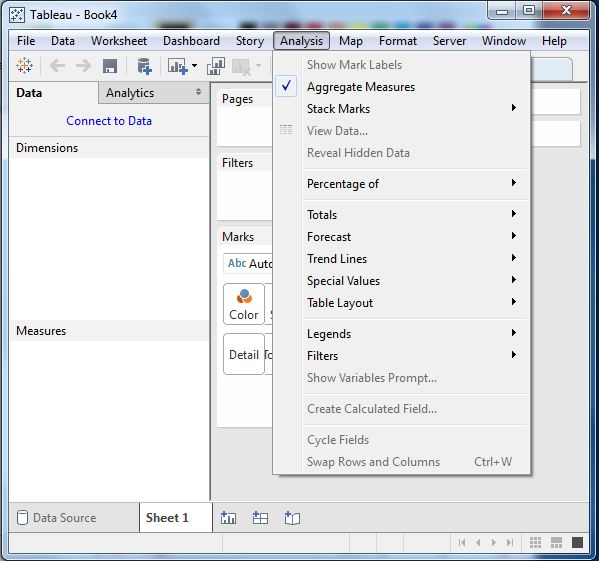 Tableau - Book4
File Data Worksheet Dashboard Story Analysis Map Format Server Window Help
Data Analytics
Connect to Data
Dimensions
Measures
Pages
Filters
Marks
Abc Auto
Color
Detail
Show Mark Labels
Aggregate Measures
Stack Marks
View Data...
Reveal Hidden Data
Percentage of
Totals
Forecast
Trend Lines
Special Values
Table Layout
Legends
Filters
Show Variables Prompt...
Create Calculated Field...
Cycle Fields
Swap Rows and Columns Ctrl+W
Data Source Sheet 1